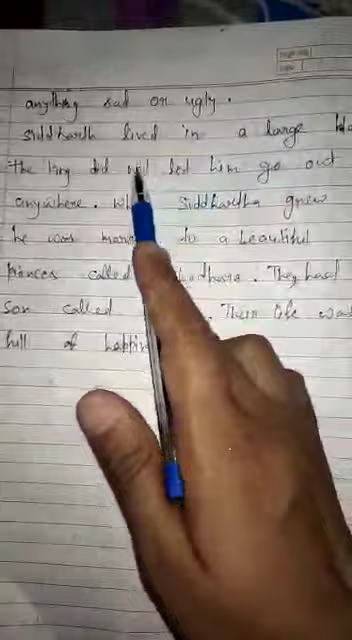 anything sad or ugly.
Siddharth lived in a large
The king did not let him go out
anywhere. Siddhartha grew
he was to a beautiful
Princes called They had
Son called . Their life was
full of